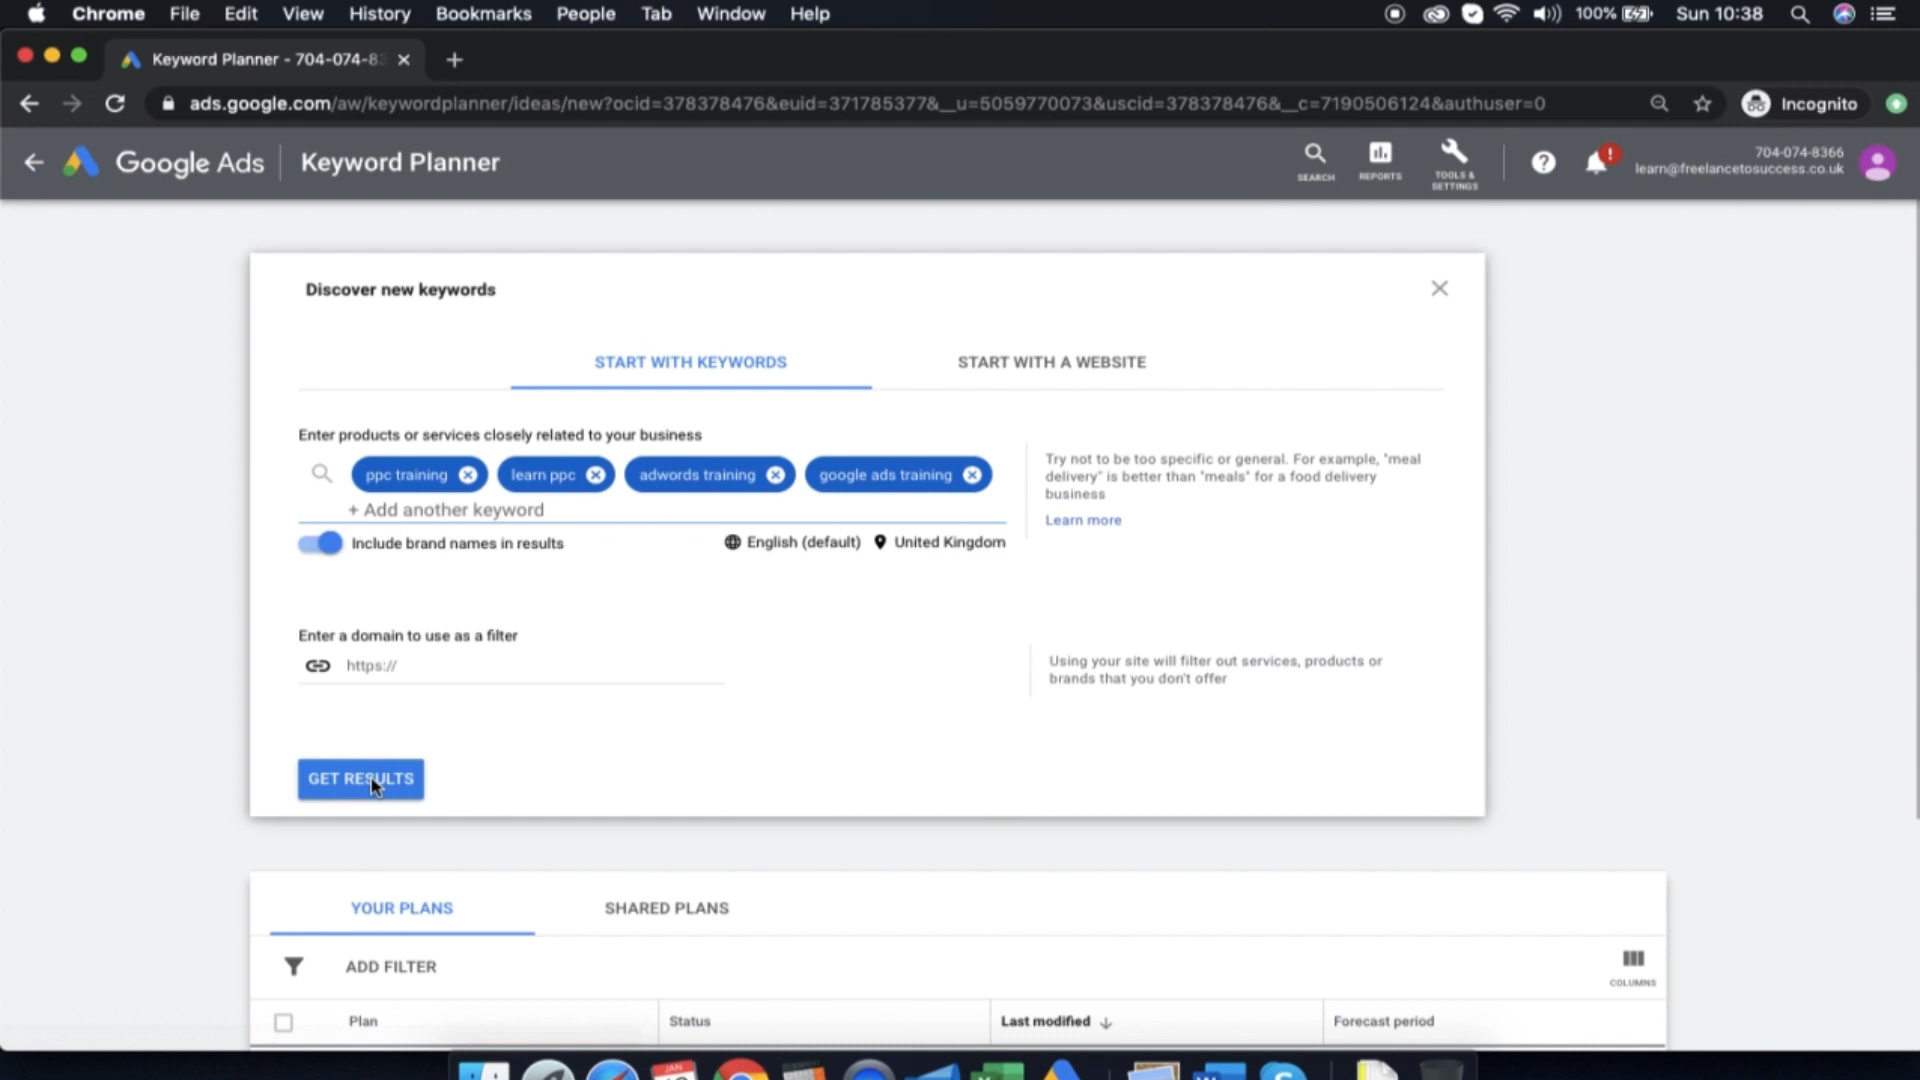 Chrome File Edit View History Bookmarks People Tab Window Help 100% Sun 10:38
Keyword Planner - 704-074-83
ads.google.com/aw/keywordplanner/ideas/new?ocid=378378476&euid=371785377&__u=5059770073&uscid=378378476&__c=7190506124&authuser=0 Incognito
Google Ads Keyword Planner
SEARCH REPORTS TOOLS & SETTINGS
704-074-8366
learn@freelancetosuccess.co.uk
Discover new keywords
START WITH KEYWORDS START WITH A WEBSITE
Enter products or services closely related to your business
ppc training learn ppc adwords training google ads training
+ Add another keyword
Include brand names in results English (default) United Kingdom
Try not to be too specific or general. For example, "meal
delivery" is better than "meals" for a food delivery
business
Learn more
Enter a domain to use as a filter
https://
Using your site will filter out services, products or
brands that you don't offer
GET RESULTS
YOUR PLANS SHARED PLANS
ADD FILTER
COLUMNS
Plan Status Last modified Forecast period
JAN